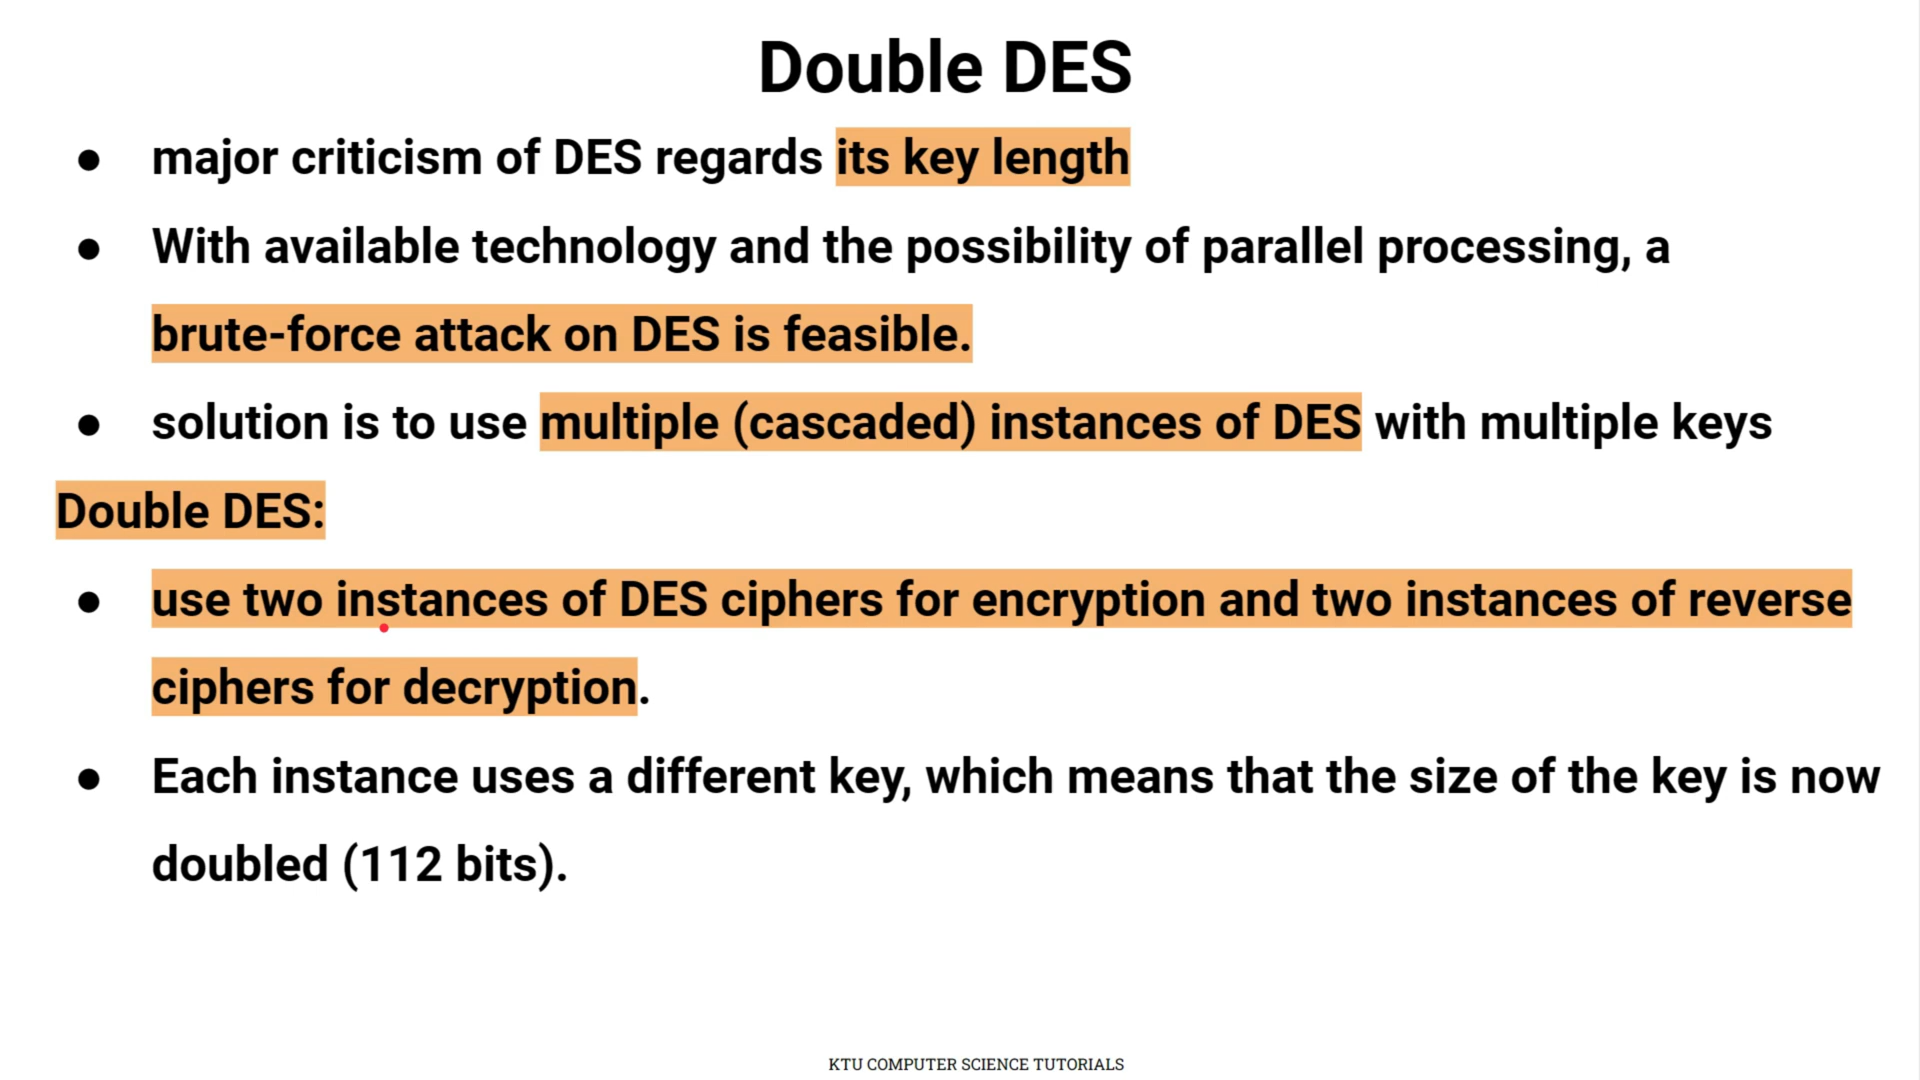 Double DES
● major criticism of DES regards its key length
● With available technology and the possibility of parallel processing, a
brute-force attack on DES is feasible.
● solution is to use multiple (cascaded) instances of DES with multiple keys
Double DES:
● use two instances of DES ciphers for encryption and two instances of reverse
ciphers for decryption.
● Each instance uses a different key, which means that the size of the key is now
doubled (112 bits).
KTU COMPUTER SCIENCE TUTORIALS